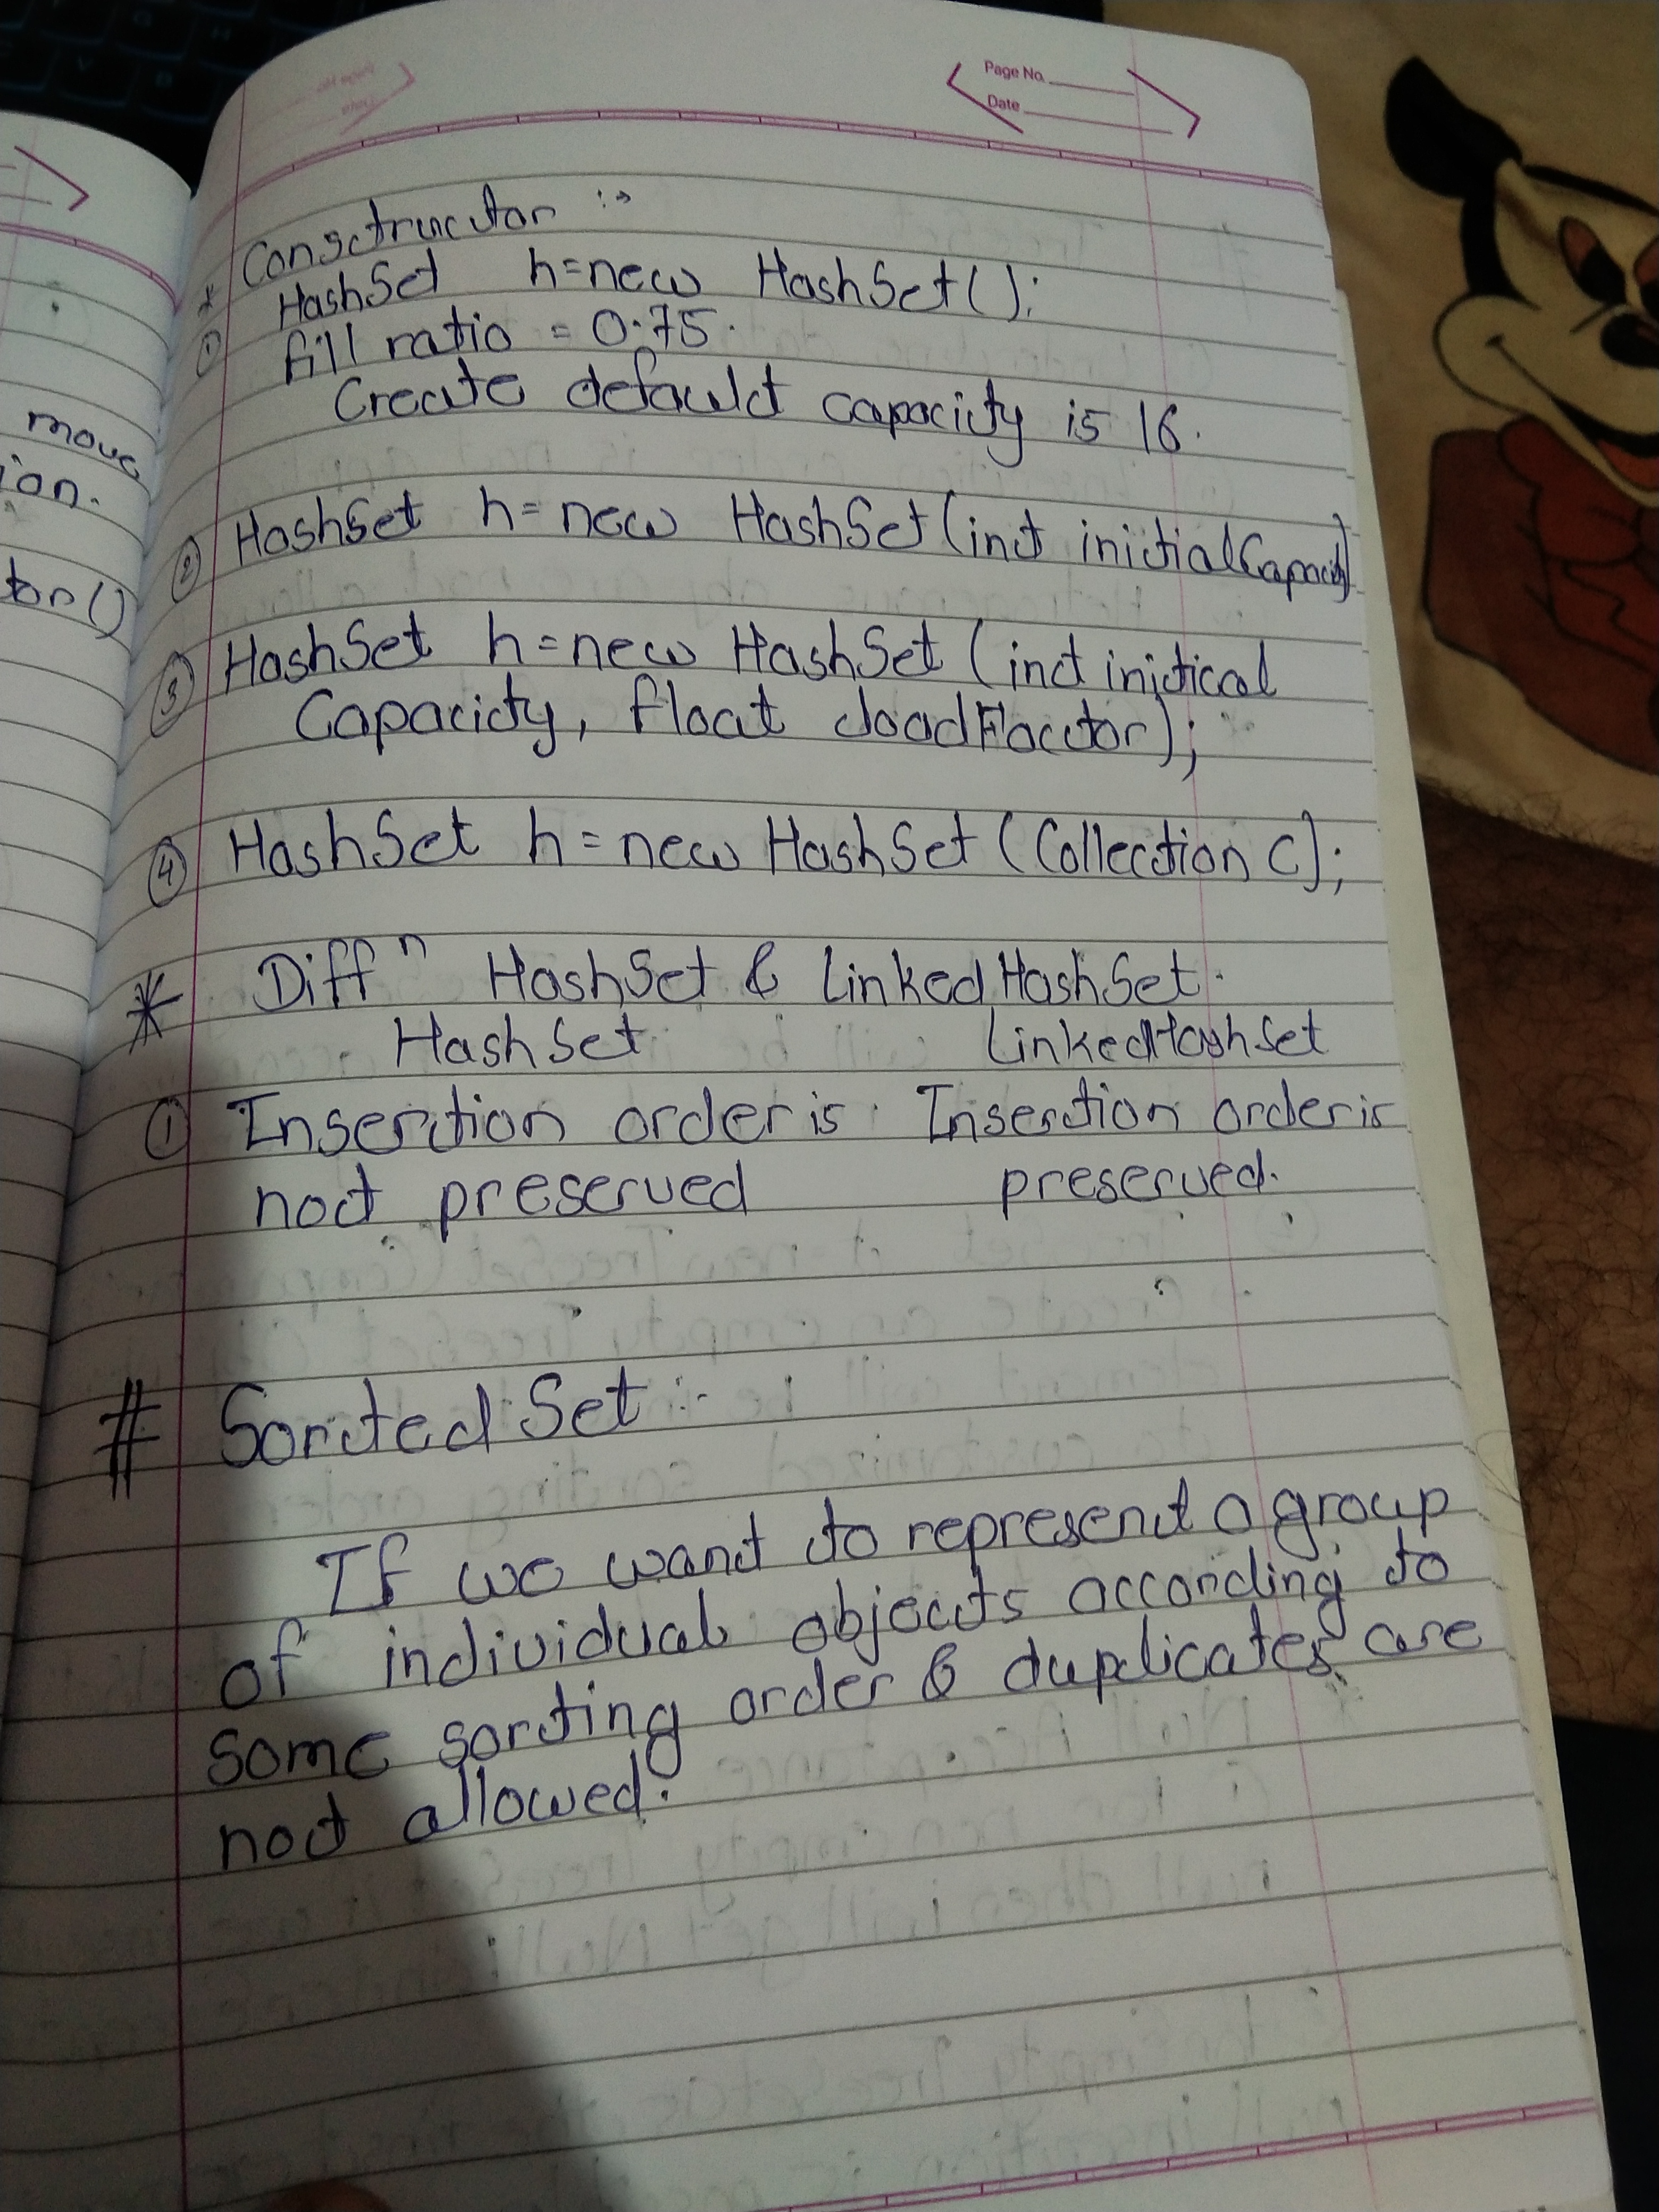 Page No.
Date
move
ion.
tor()
* Constructor :-
① HashSet h=new HashSet();
fill ratio = 0.75.
Create default capacity is 16.
② HashSet h=new HashSet(int initialCapacity)
③ HashSet h=new HashSet (int initical
Capacity, float loadFactor);
④ HashSet h=new HashSet (Collection C);
* Diffⁿ HashSet & LinkedHashSet.
HashSet LinkedHashSet
① Insertion order is Insertion order is
not preserved preserved.
# Sorted Set :-
If we want to represent a group
of individual objects according to
some sorting order & duplicates are
not allowed.